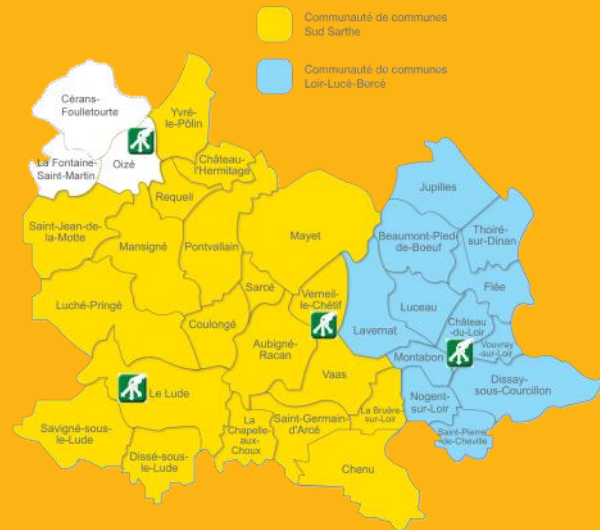 Communauté de communes
Sud Sarthe
Communauté de communes
Loir-Lucé-Bercé
Cérans-
Foulletourte
Yvré-
le-Pôlin
La Fontaine-
Saint-Martin
Oizé
Château-
l'Hermitage
Requeil
Jupilles
Saint-Jean-de-
la-Motte
Mansigné
Pontvallain
Mayet
Beaumont-Pied-
de-Boeuf
Thoiré-
sur-Dinan
Luché-Pringé
Sarcé
Verneil-
le-Chétif
Flée
Coulongé
Luceau
Lavernat
Château
-du-Loir
Aubigné-
Racan
Vouvray
-sur-Loir
Montabon
Vaas
Dissay-
sous-Courcillon
Le Lude
Nogent-
sur-Loir
La Bruère-
sur-Loir
Savigné-sous-
le-Lude
La
Chapelle-
aux-
Choux
Saint-Germain-
d'Arcé
Saint-Pierre-
de-Chevillé
Dissé-sous-
le-Lude
Chenu